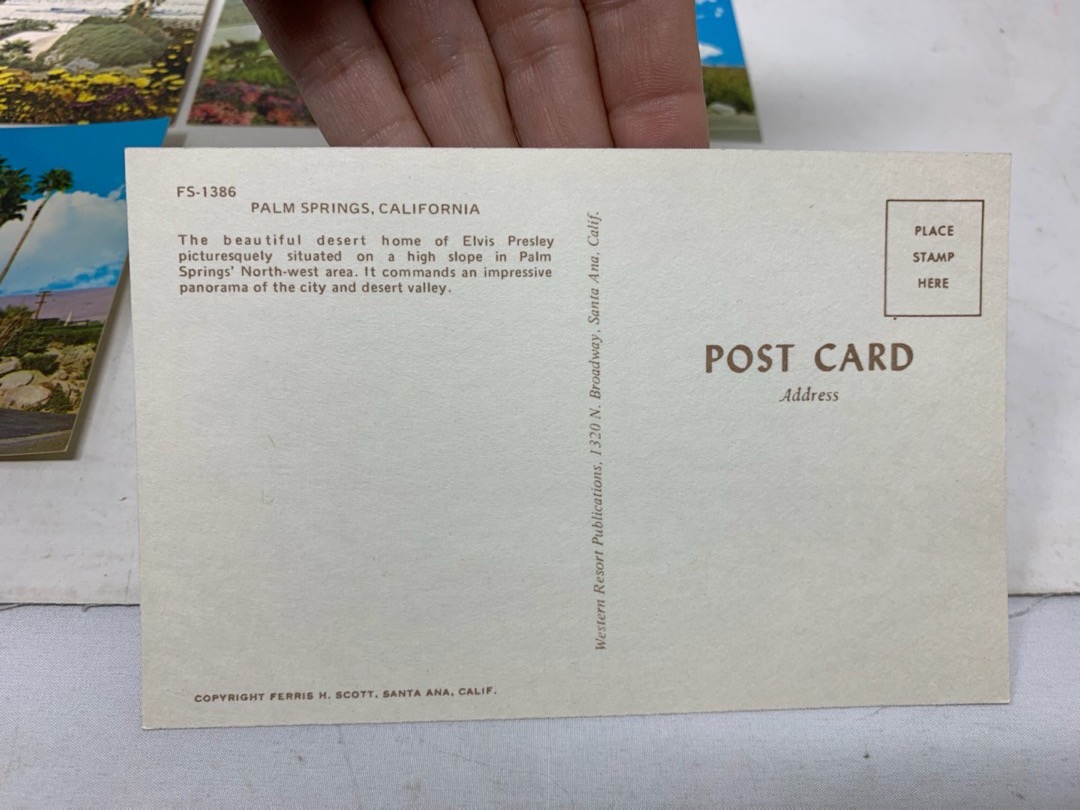 FS-1386
PALM SPRINGS, CALIFORNIA
The beautiful desert home of Elvis Presley
picturesquely situated on a high slope in Palm
Springs' North-west area. It commands an impressive
panorama of the city and desert valley.
COPYRIGHT FERRIS H. SCOTT, SANTA ANA, CALIF.
Western Resort Publications, 1320 N. Broadway, Santa Ana, Calif.
PLACE
STAMP
HERE
POST CARD
Address